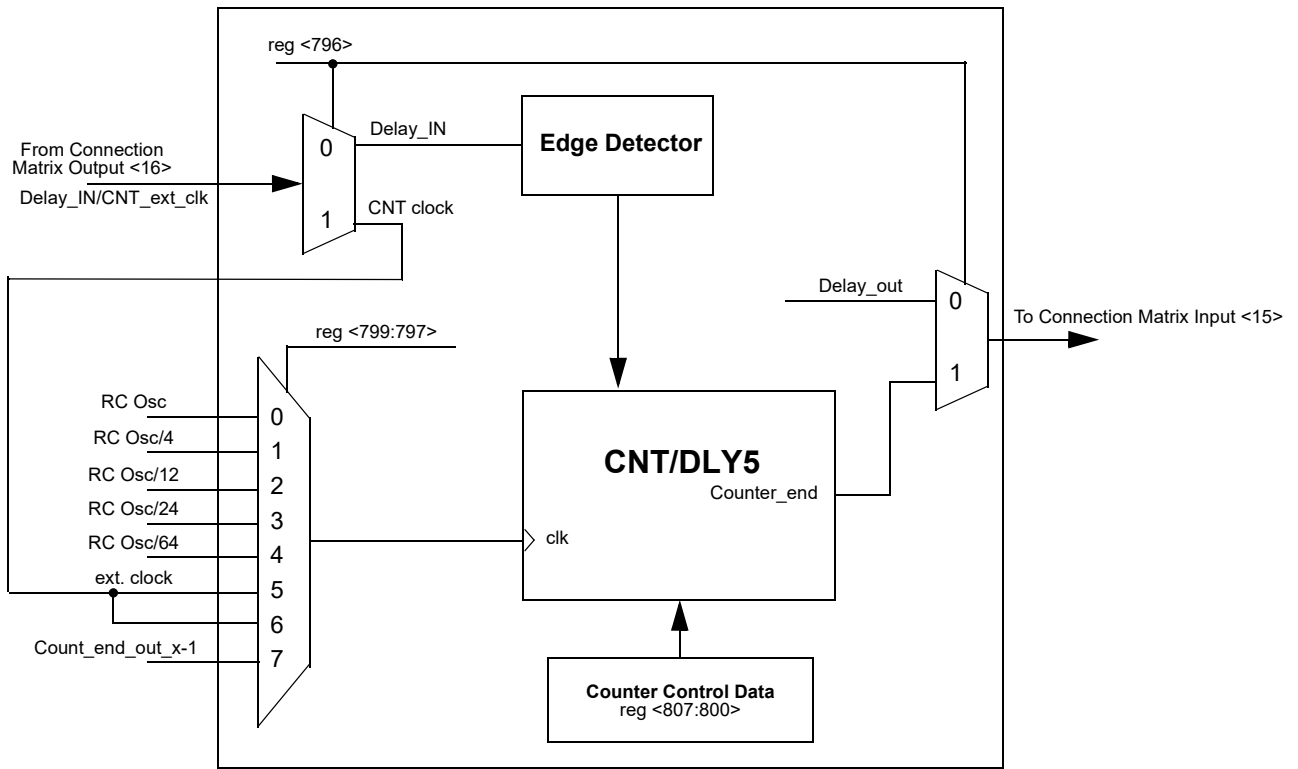 reg <796>
From Connection
Matrix Output <16>
Delay_IN/CNT_ext_clk
0
1
Delay_IN
CNT clock
Edge Detector
Delay_out
0
1
To Connection Matrix Input <15>
reg <799:797>
RC Osc
RC Osc/4
RC Osc/12
RC Osc/24
RC Osc/64
ext. clock
Count_end_out_x-1
0
1
2
3
4
5
6
7
CNT/DLY5
Counter_end
clk
Counter Control Data
reg <807:800>